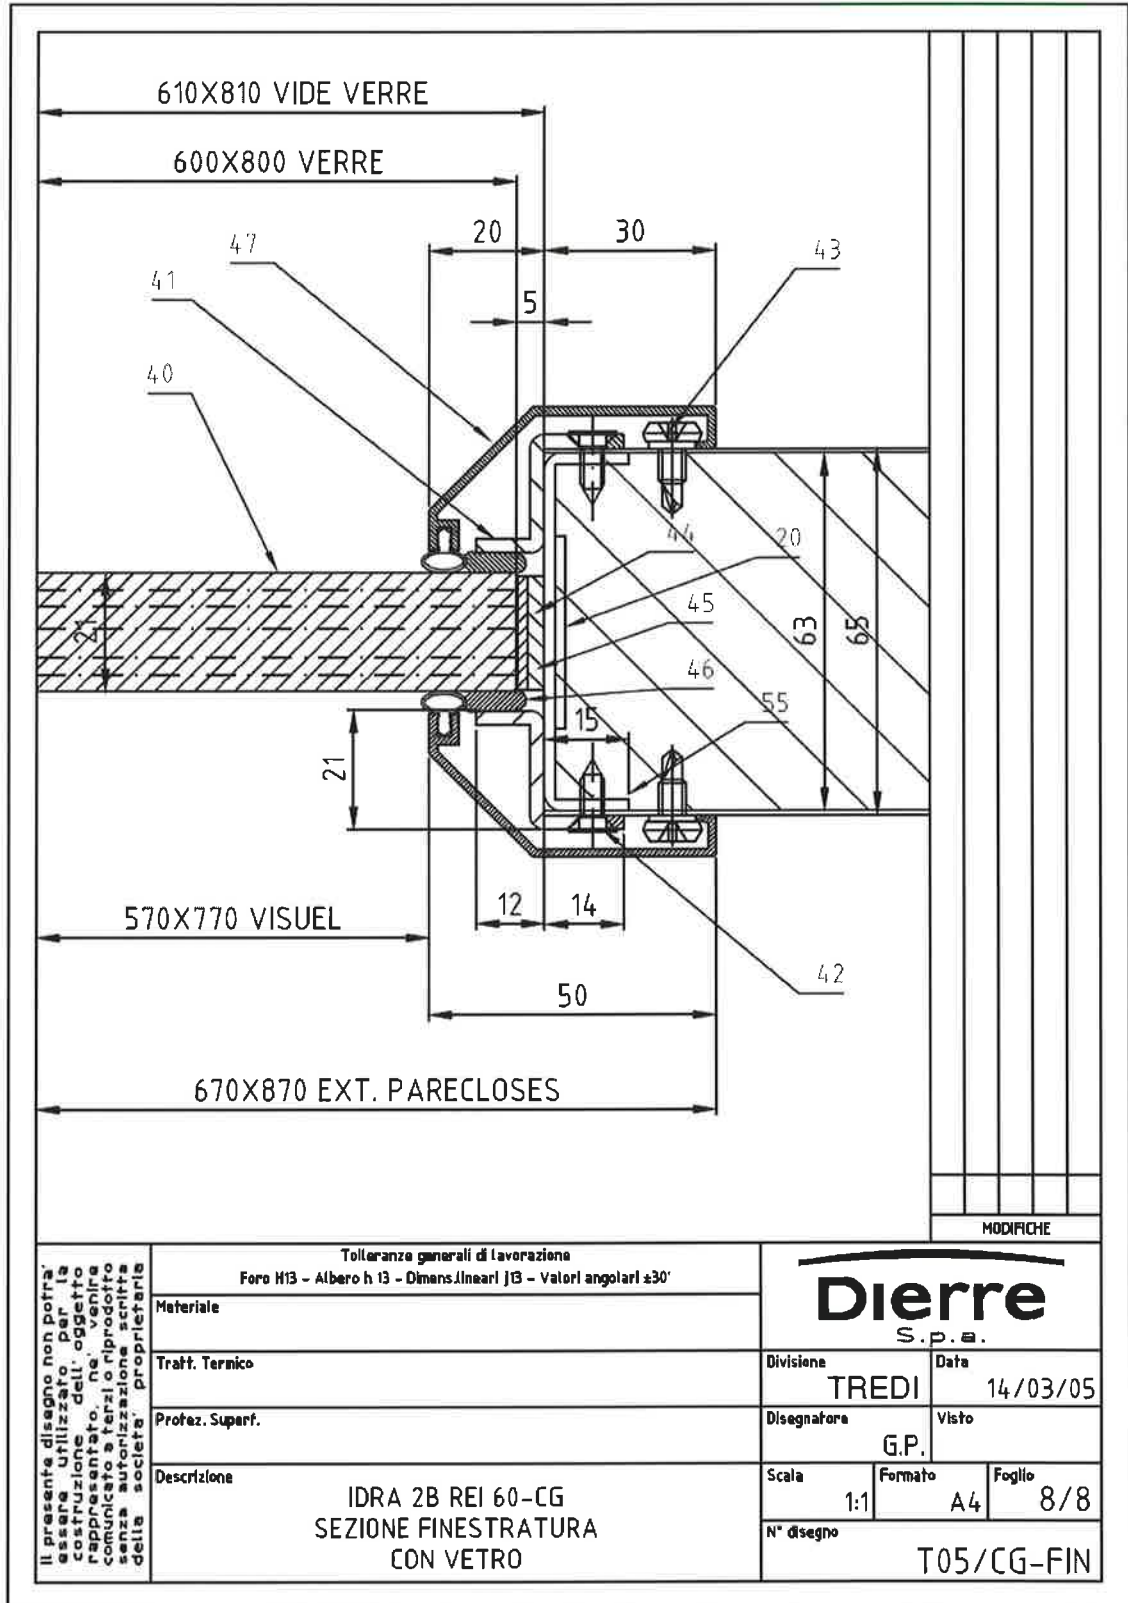 610X810 VIDE VERRE
600X800 VERRE
20
30
47
43
41
5
40
44
20
21
45
63
65
46
15
55
21
12
14
570X770 VISUEL
42
50
670X870 EXT. PARECLOSES
MODIFICHE
Il presente disegno non potra'
essere utilizzato per la
costruzione dell' oggetto
rappresentato, ne' venire
comunicato a terzi o riprodotto
senza autorizzazione scritta
della societa' proprietaria
Tolleranze generali di lavorazione
Foro H13 - Albero h 13 - Dimens.lineari j13 - Valori angolari ±30'
Materiale
Tratt. Termico
Protez. Superf.
Descrizione
IDRA 2B REI 60-CG
SEZIONE FINESTRATURA
CON VETRO
Dierre
S.p.a.
Divisione
TREDI
Data
14/03/05
Disegnatore
G.P.
Visto
Scala
1:1
Formato
A4
Foglio
8/8
N° disegno
T05/CG-FIN